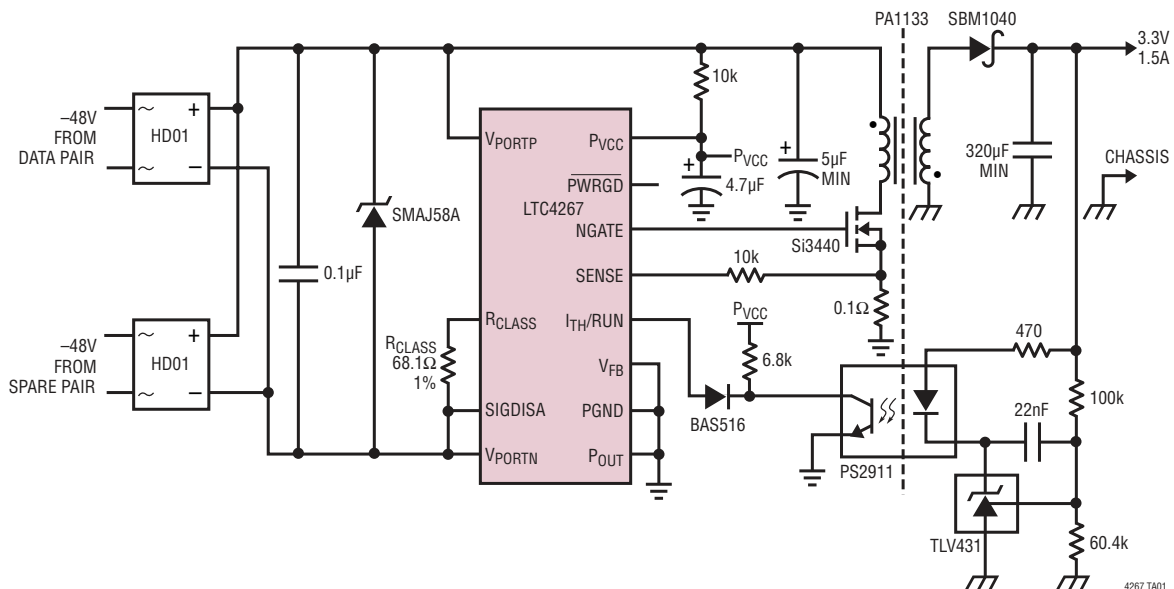 PA1133
SBM1040
3.3V
1.5A
–48V
FROM
DATA PAIR
~
~
+
–
HD01
10k
VPORTP
PVCC
PVCC
+
4.7µF
+
5µF
MIN
320µF
MIN
CHASSIS
PWRGD
LTC4267
NGATE
Si3440
SMAJ58A
0.1µF
SENSE
10k
0.1Ω
–48V
FROM
SPARE PAIR
~
~
+
–
HD01
RCLASS
RCLASS
68.1Ω
1%
ITH/RUN
PVCC
6.8k
470
VFB
BAS516
100k
22nF
SIGDISA
PGND
VPORTN
POUT
PS2911
TLV431
60.4k
4267 TA01